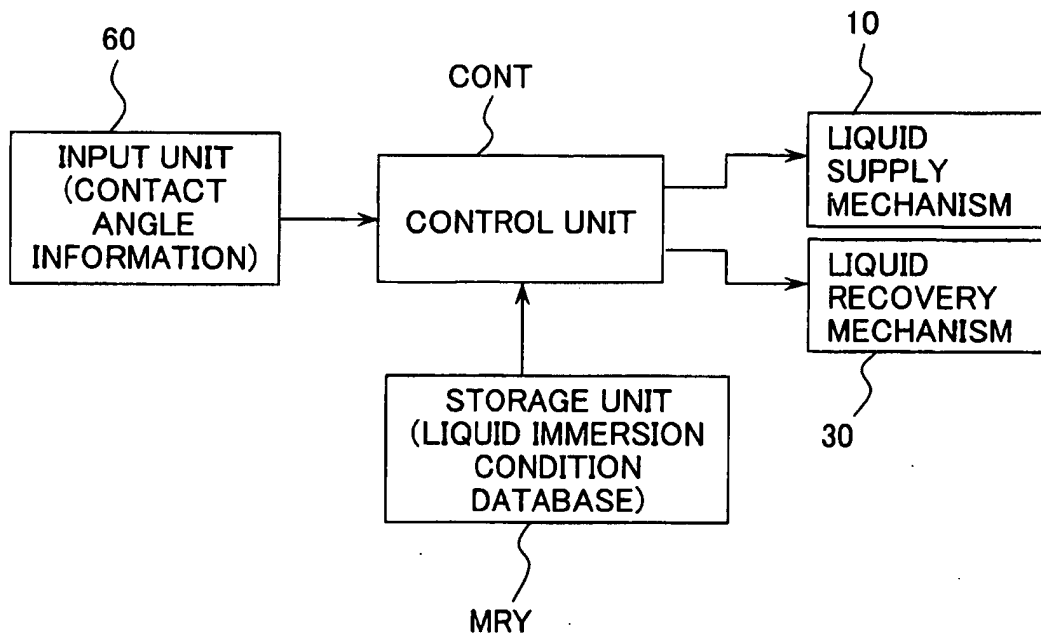 60
INPUT UNIT
(CONTACT
ANGLE
INFORMATION)
CONT
CONTROL UNIT
10
LIQUID
SUPPLY
MECHANISM
LIQUID
RECOVERY
MECHANISM
30
STORAGE UNIT
(LIQUID IMMERSION
CONDITION
DATABASE)
MRY